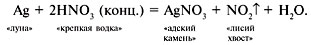 Ag + 2HNO₃ (конц.) = AgNO₃ + NO₂↑ + H₂O.
«луна» «крепкая водка» «адский камень» «лисий хвост»